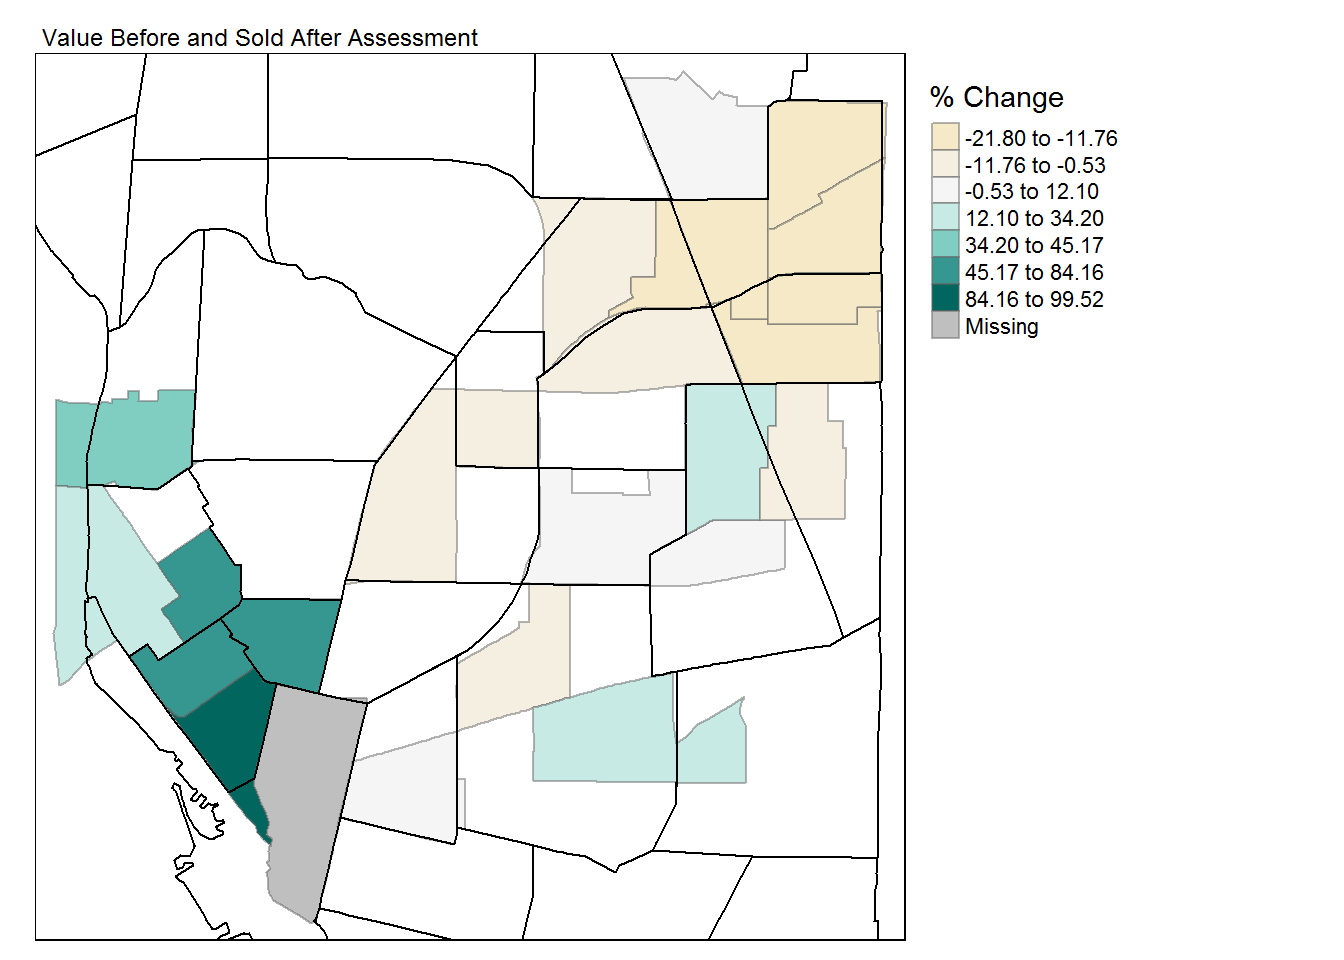 Value Before and Sold After Assessment
% Change
-21.80 to -11.76
-11.76 to -0.53
-0.53 to 12.10
12.10 to 34.20
34.20 to 45.17
45.17 to 84.16
84.16 to 99.52
Missing